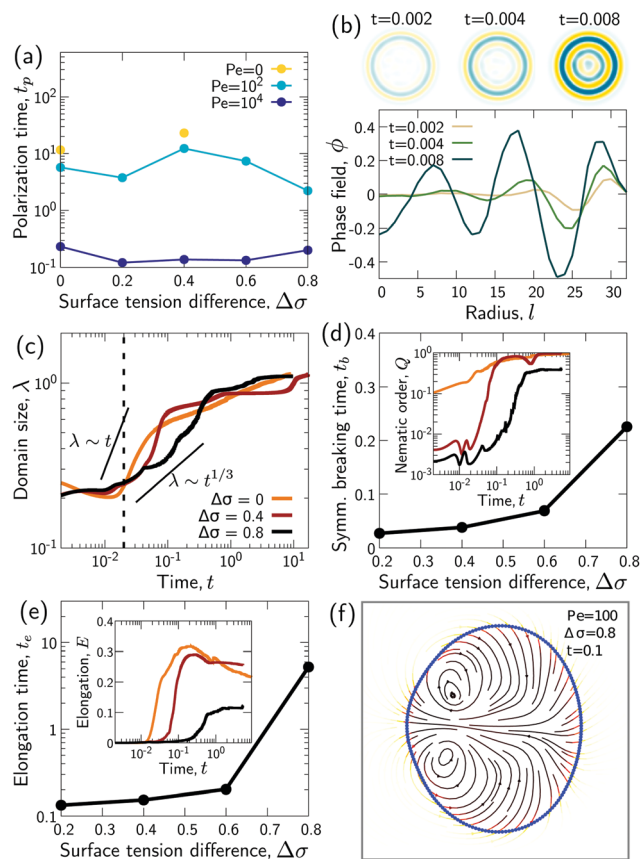 (a)
Polarization time, t_p
10^2
10^1
10^0
10^-1
Pe=0
Pe=10^2
Pe=10^4
0 0.2 0.4 0.6 0.8
Surface tension difference, Δσ
(b)
t=0.002 t=0.004 t=0.008
Phase field, ϕ
0.4
0.2
0
-0.2
-0.4
t=0.002
t=0.004
t=0.008
0 5 10 15 20 25 30
Radius, l
(c)
Domain size, λ
10^0
10^-1
λ ~ t
λ ~ t^1/3
Δσ = 0
Δσ = 0.4
Δσ = 0.8
10^-2 10^-1 10^0 10^1
Time, t
(d)
Symm. breaking time, t_b
0.4
0.3
0.2
0.1
0.0
Nematic order, Q
10^0
10^-1
10^-2
10^-3
10^-2 10^-1 10^0
Time, t
0.2 0.3 0.4 0.5 0.6 0.7 0.8
Surface tension difference, Δσ
(e)
Elongation time, t_e
10
1
0.1
Elongation, E
0.4
0.3
0.2
0.1
0
10^-2 10^-1 10^0
Time, t
0.2 0.3 0.4 0.5 0.6 0.7 0.8
Surface tension difference, Δσ
(f)
Pe=100
Δσ=0.8
t=0.1